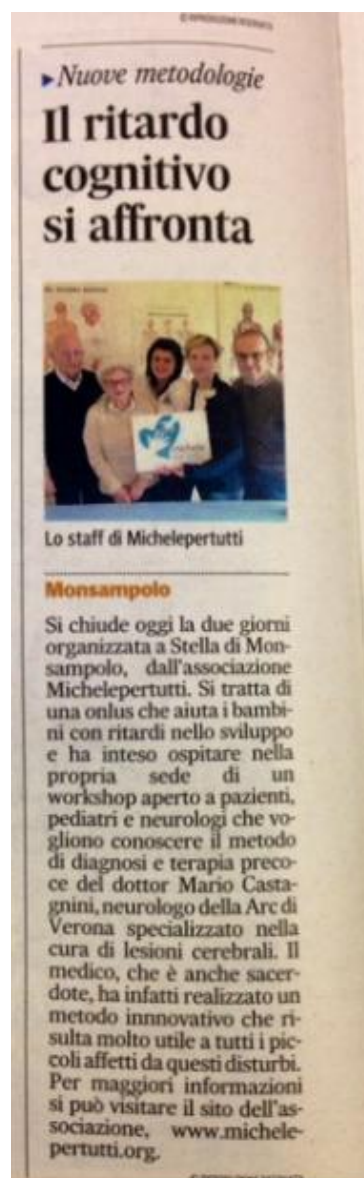 © RIPRODUZIONE RISERVATA
▸Nuove metodologie
Il ritardo
cognitivo
si affronta
michele
Lo staff di Michelepertutti
Monsampolo
Si chiude oggi la due giorni
organizzata a Stella di Mon-
sampolo, dall'associazione
Michelepertutti. Si tratta di
una onlus che aiuta i bambi-
ni con ritardi nello sviluppo
e ha inteso ospitare nella
propria sede di un
workshop aperto a pazienti,
pediatri e neurologi che vo-
gliono conoscere il metodo
di diagnosi e terapia preco-
ce del dottor Mario Casta-
gnini, neurologo della Arc di
Verona specializzato nella
cura di lesioni cerebrali. Il
medico, che è anche sacer-
dote, ha infatti realizzato un
metodo innnovativo che ri-
sulta molto utile a tutti i pic-
coli affetti da questi disturbi.
Per maggiori informazioni
si può visitare il sito dell'as-
sociazione, www.michele-
pertutti.org.